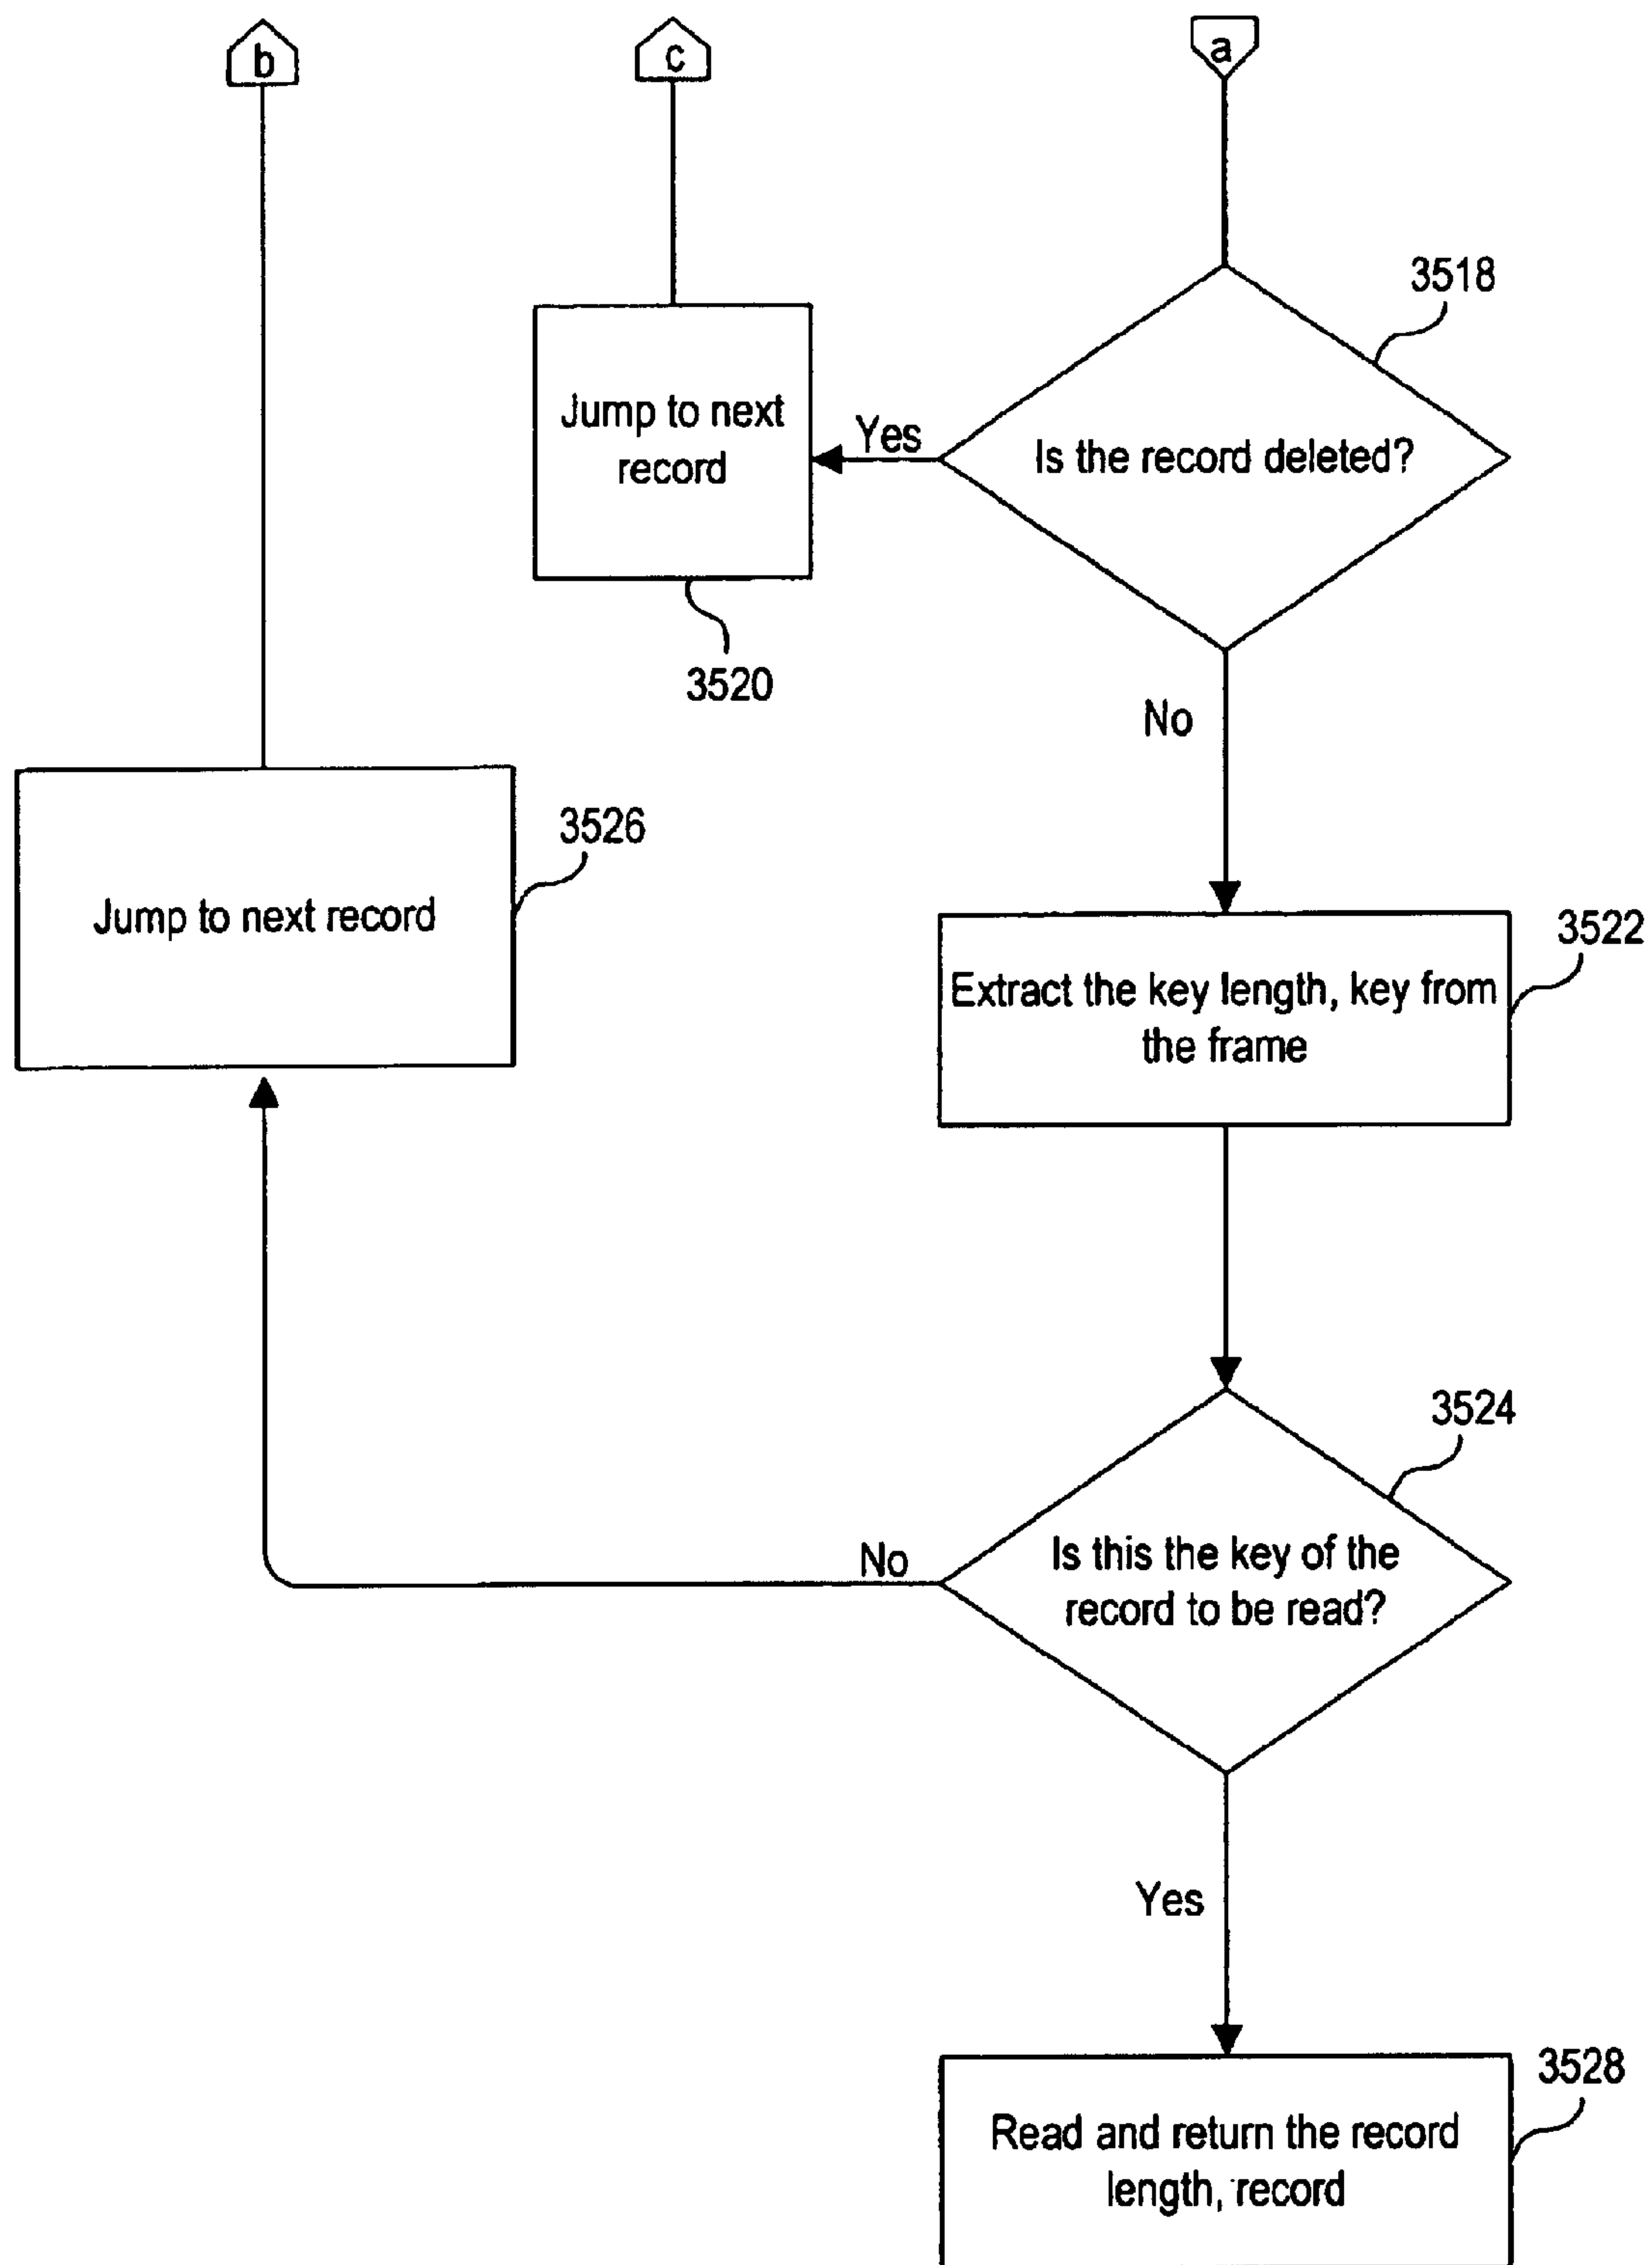 b
c
a
3518
Jump to next
record
Yes
Is the record deleted?
3520
No
3526
Jump to next record
3522
Extract the key length, key from
the frame
3524
No
Is this the key of the
record to be read?
Yes
3528
Read and return the record
length, record